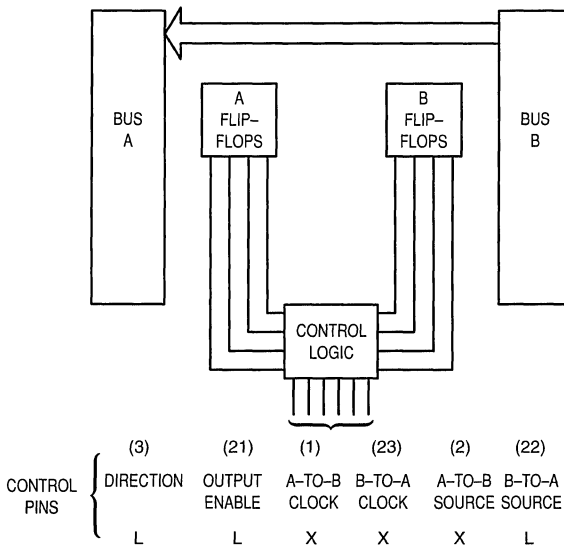 BUS
A
A
FLIP–
FLOPS
B
FLIP–
FLOPS
BUS
B
CONTROL
LOGIC
(3) (21) (1) (23) (2) (22)
CONTROL
PINS
DIRECTION OUTPUT A–TO–B B–TO–A A–TO–B B–TO–A
ENABLE CLOCK CLOCK SOURCE SOURCE
L L X X X L